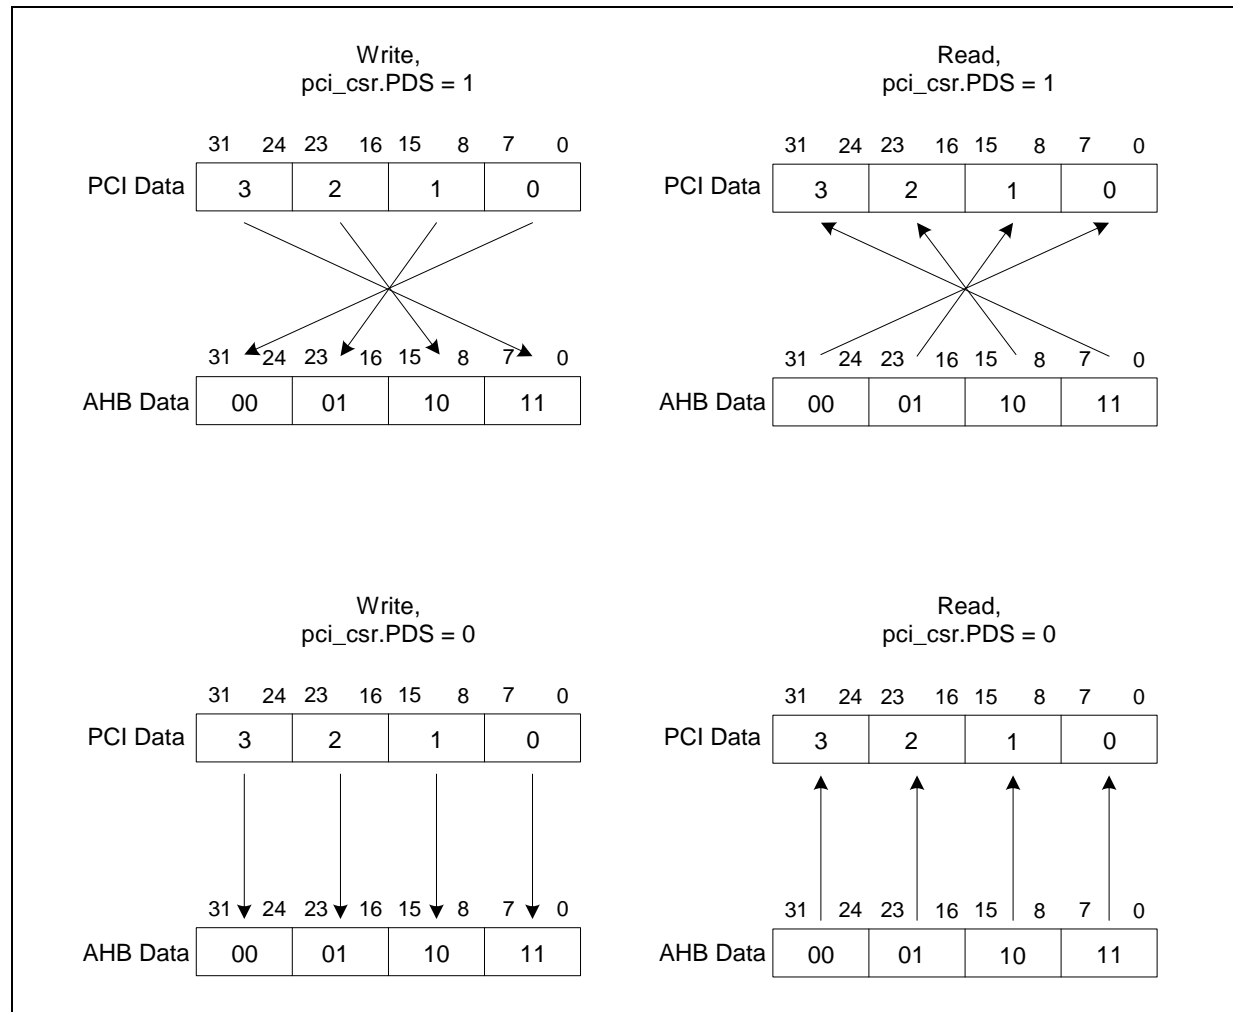 Write,
pci_csr.PDS = 1
31 24 23 16 15 8 7 0
PCI Data 3 2 1 0
31 24 23 16 15 8 7 0
AHB Data 00 01 10 11
Read,
pci_csr.PDS = 1
31 24 23 16 15 8 7 0
PCI Data 3 2 1 0
31 24 23 16 15 8 7 0
AHB Data 00 01 10 11
Write,
pci_csr.PDS = 0
31 24 23 16 15 8 7 0
PCI Data 3 2 1 0
31 24 23 16 15 8 7 0
AHB Data 00 01 10 11
Read,
pci_csr.PDS = 0
31 24 23 16 15 8 7 0
PCI Data 3 2 1 0
31 24 23 16 15 8 7 0
AHB Data 00 01 10 11